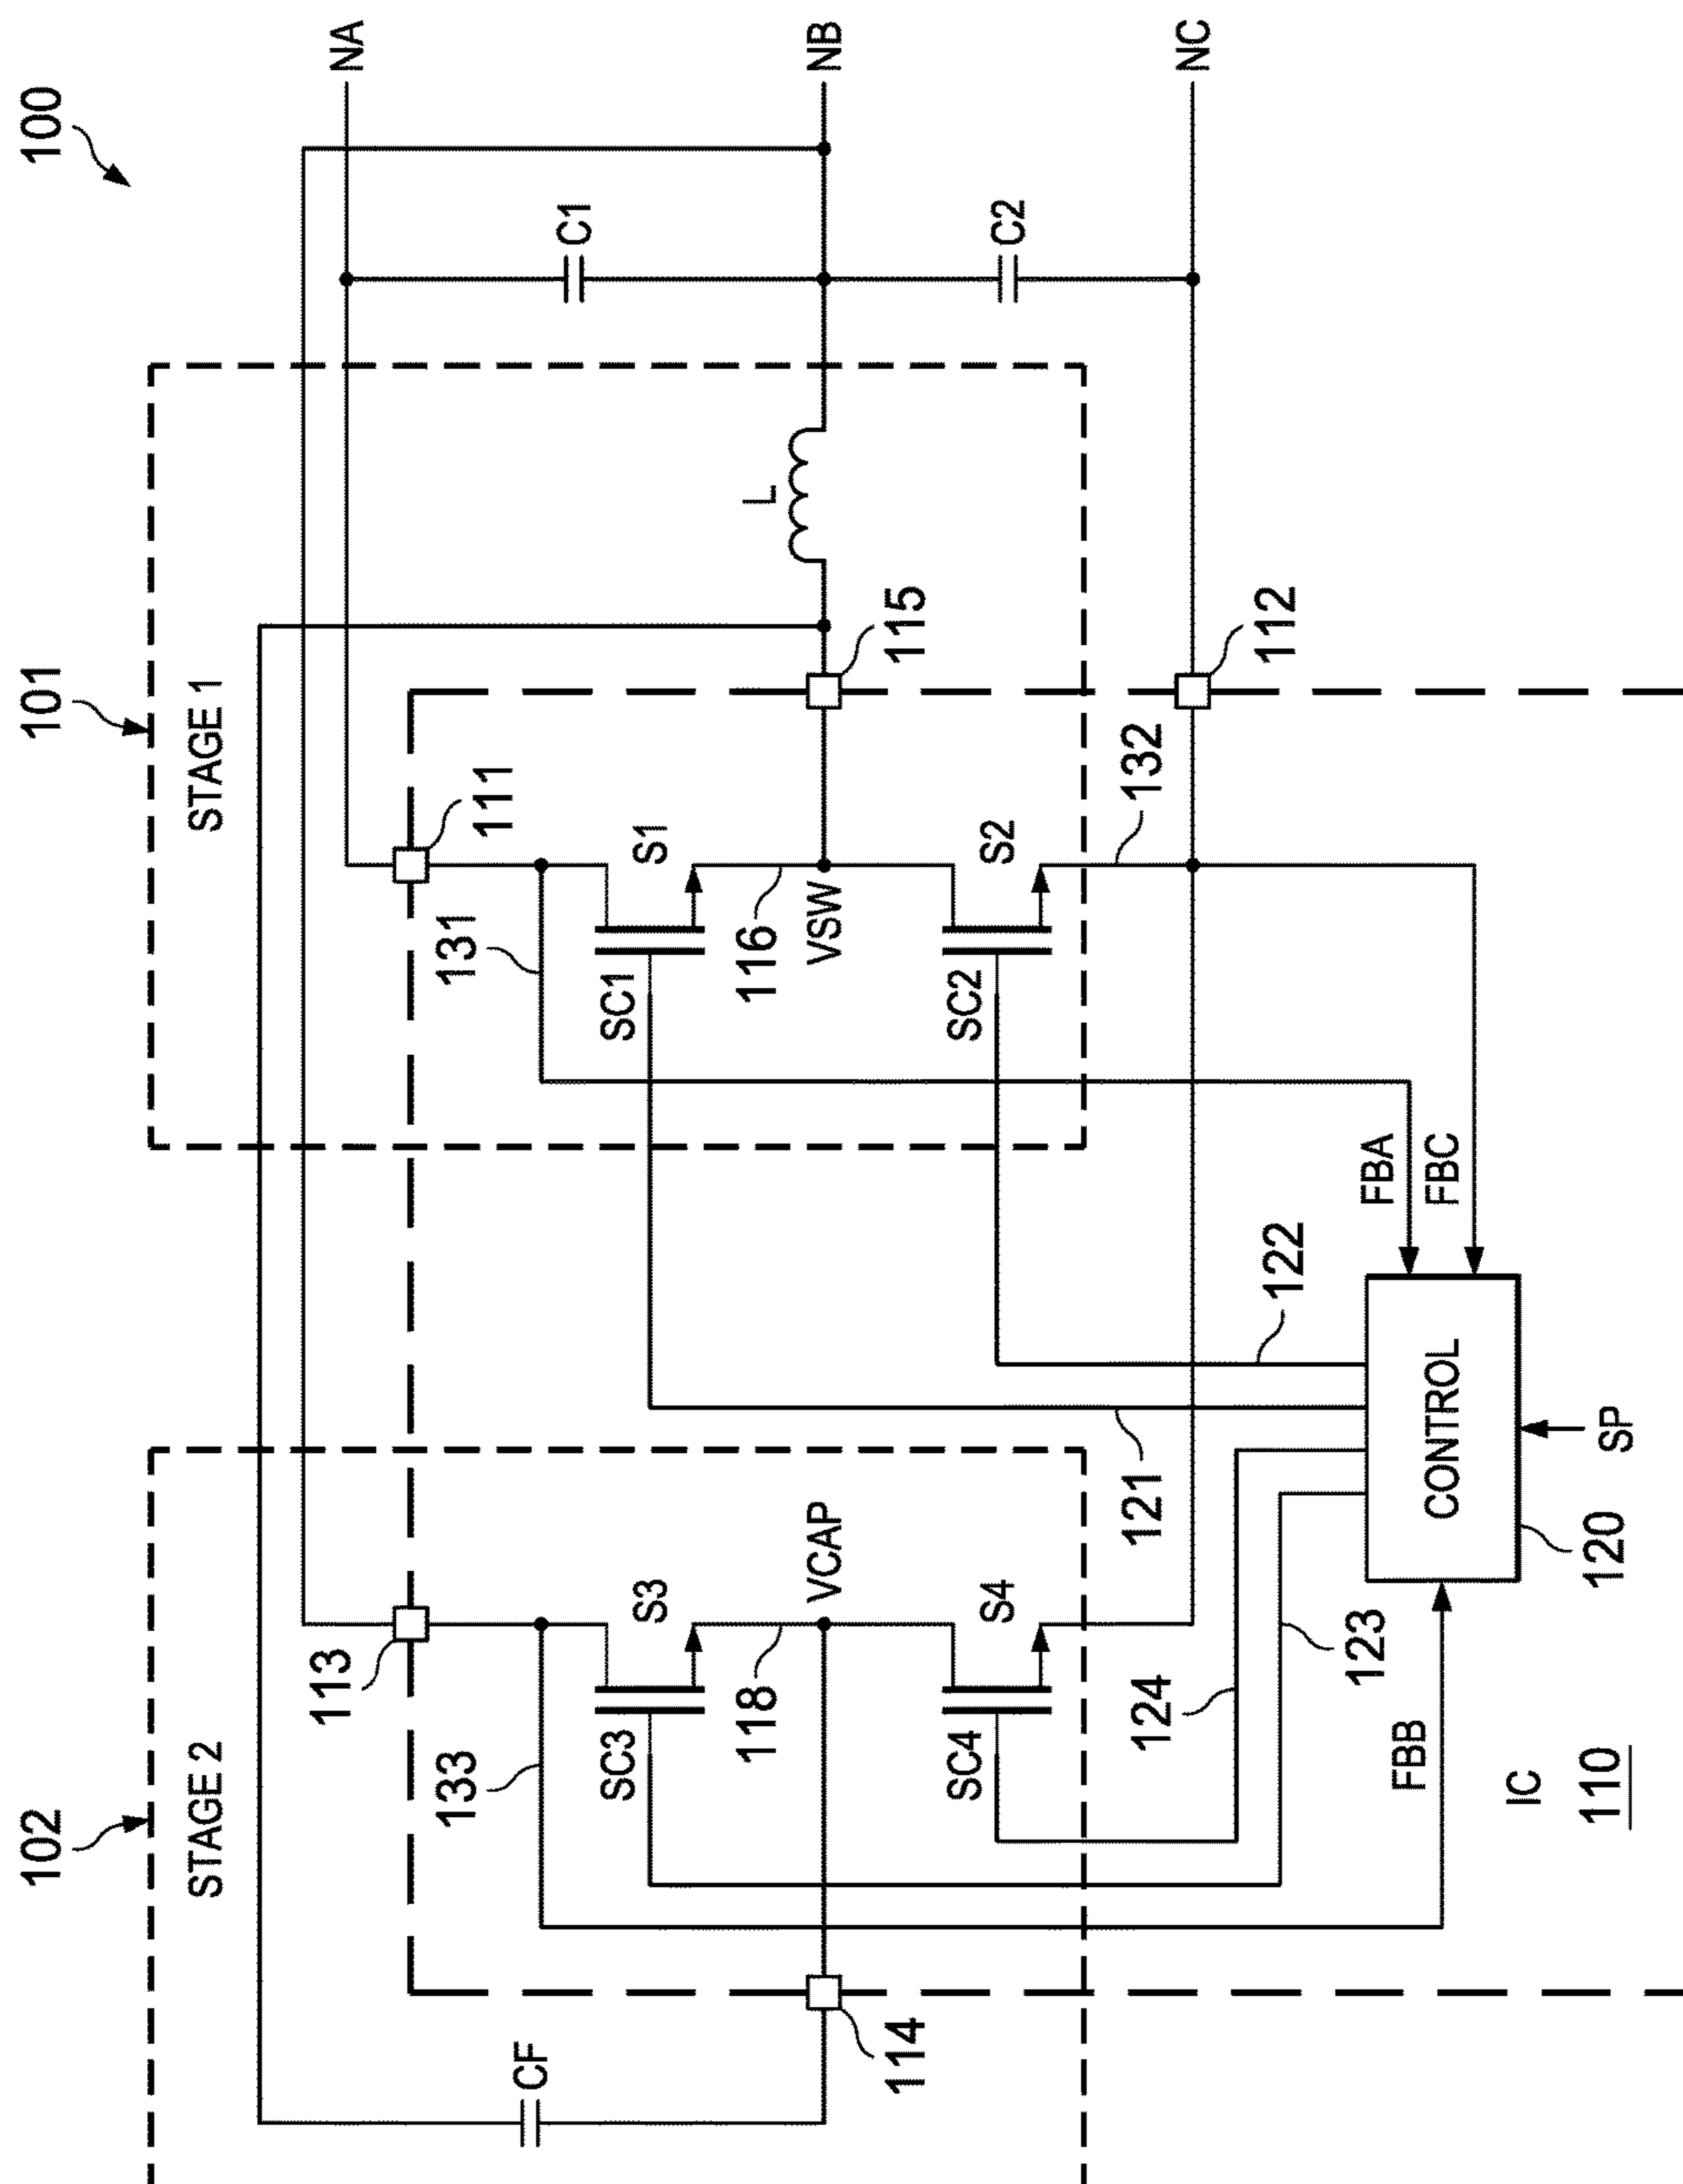 100
NA
NB
NC
C1
C2
101
STAGE 1
L
115
112
111
131
S1
SC1
116
VSW
S2
SC2
132
FBA
FBC
122
121
102
STAGE 2
113
133
S3
SC3
118
VCAP
S4
SC4
124
123
CONTROL
SP
120
FBB
IC
110
114
CF